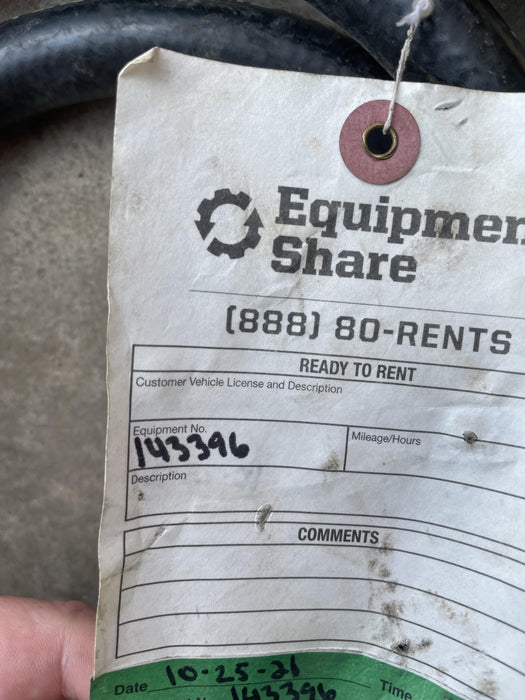 Equipmen
Share
(888) 80-RENTS
READY TO RENT
Customer Vehicle License and Description
Equipment No.
Mileage/Hours
143396
Description
COMMENTS
Date 10-25-21
Time
143396